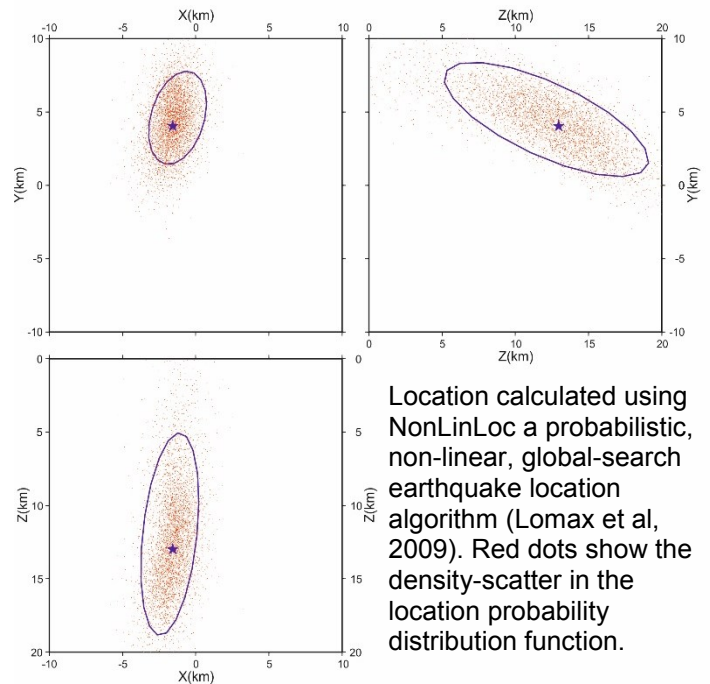 X(km)
-10 -5 0 5 10
10
5
0
-5
-10
Y(km)
Z(km)
0 5 10 15 20
10
5
0
-5
-10
Y(km)
0 5 10 15 20
Z(km)
0
5
10
15
20
Z(km)
0
5
10
15
20
Z(km)
-10 -5 0 5 10
X(km)
Location calculated using
NonLinLoc a probabilistic,
non-linear, global-search
earthquake location
algorithm (Lomax et al,
2009). Red dots show the
density-scatter in the
location probability
distribution function.